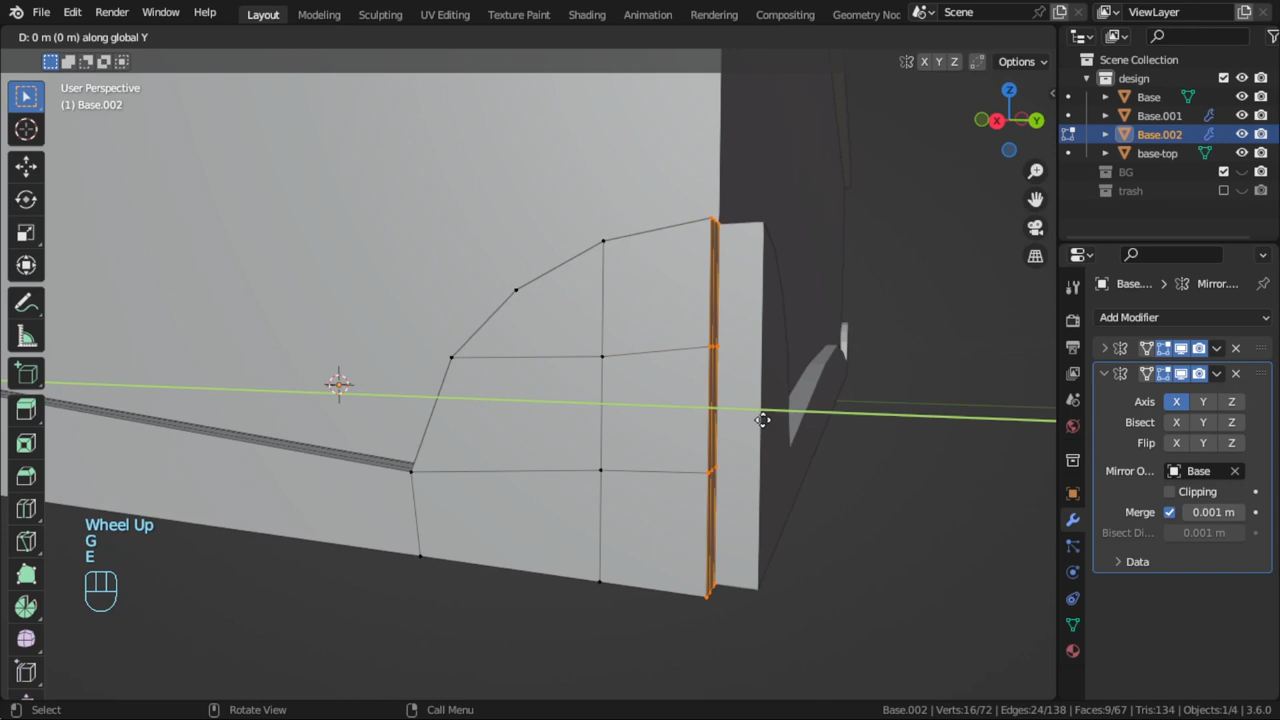 File Edit Render Window Help
Layout Modeling Sculpting UV Editing Texture Paint Shading Animation Rendering Compositing Geometry Noc
Scene
ViewLayer
D: 0 m (0 m) along global Y
X Y Z
Options
User Perspective
(1) Base.002
Z
X
Y
Scene Collection
design
Base
Base.001
Base.002
base-top
BG
trash
Base.... > Mirror....
Add Modifier
Axis X Y Z
Bisect X Y Z
Flip X Y Z
Mirror O... Base
Clipping
Merge 0.001 m
Bisect Di... 0.001 m
Data
Wheel Up
G
E
Select
Rotate View
Call Menu
Base.002 | Verts:16/72 | Edges:24/138 | Faces:9/67 | Tris:134 | Objects:1/4 | 3.6.0